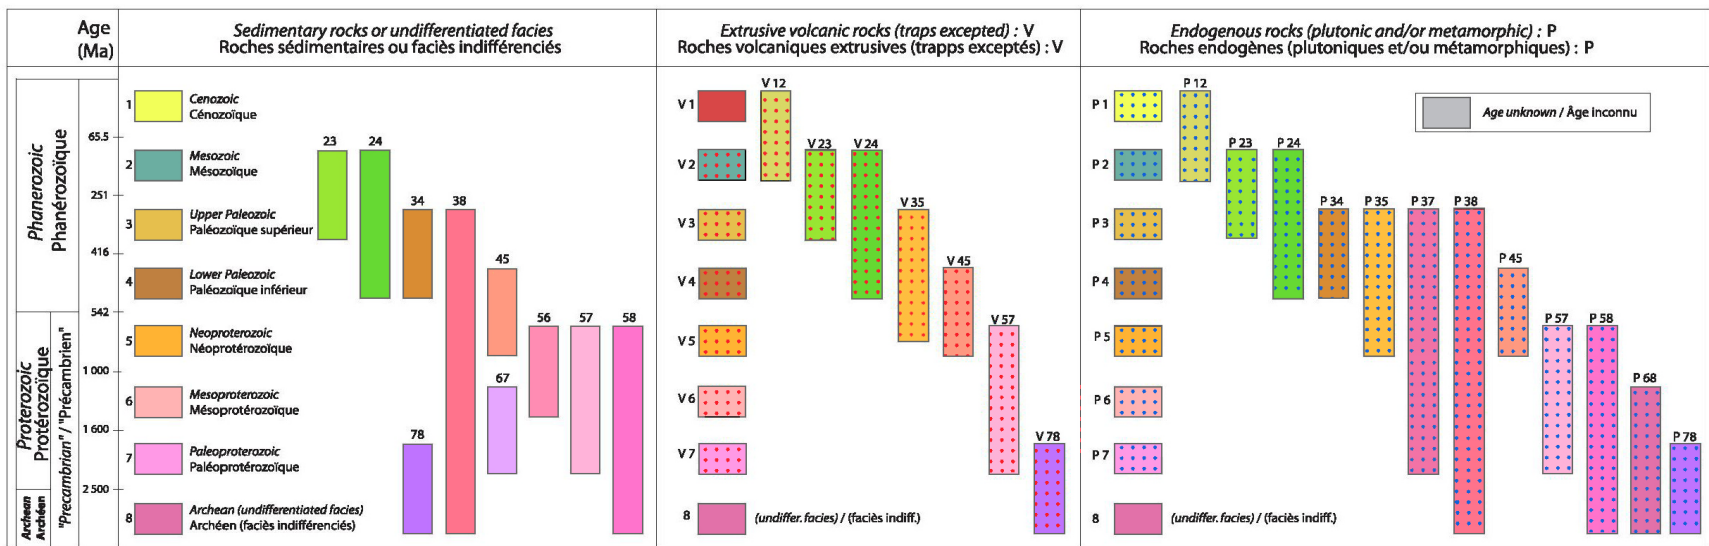 Age
(Ma)
Sedimentary rocks or undifferentiated facies
Roches sédimentaires ou faciès indifférenciés
Extrusive volcanic rocks (traps excepted) : V
Roches volcaniques extrusives (trapps exceptés) : V
Endogenous rocks (plutonic and/or metamorphic) : P
Roches endogènes (plutoniques et/ou métamorphiques) : P
Phanerozoic
Phanérozoïque
Proterozoic
Protérozoïque
"Precambrian" / "Précambrien"
Archean
Archéen
65.5
251
416
542
1 000
1 600
2 500
1
Cenozoic
Cénozoïque
2
Mesozoic
Mésozoïque
3
Upper Paleozoic
Paléozoïque supérieur
4
Lower Paleozoic
Paléozoïque inférieur
5
Neoproterozoic
Néoprotérozoïque
6
Mesoproterozoic
Mésoprotérozoïque
7
Paleoproterozoic
Paléoprotérozoïque
8
Archean (undifferentiated facies)
Archéen (faciès indifférenciés)
23
24
34
38
45
56
57
58
67
78
V 1
V 2
V 3
V 4
V 5
V 6
V 7
8
(undiffer. facies) / (faciès indiff.)
V 12
V 23
V 24
V 35
V 45
V 57
V 78
P 1
P 2
P 3
P 4
P 5
P 6
P 7
8
(undiffer. facies) / (faciès indiff.)
P 12
P 23
P 24
P 34
P 35
P 37
P 38
P 45
P 57
P 58
P 68
P 78
Age unknown / Âge inconnu